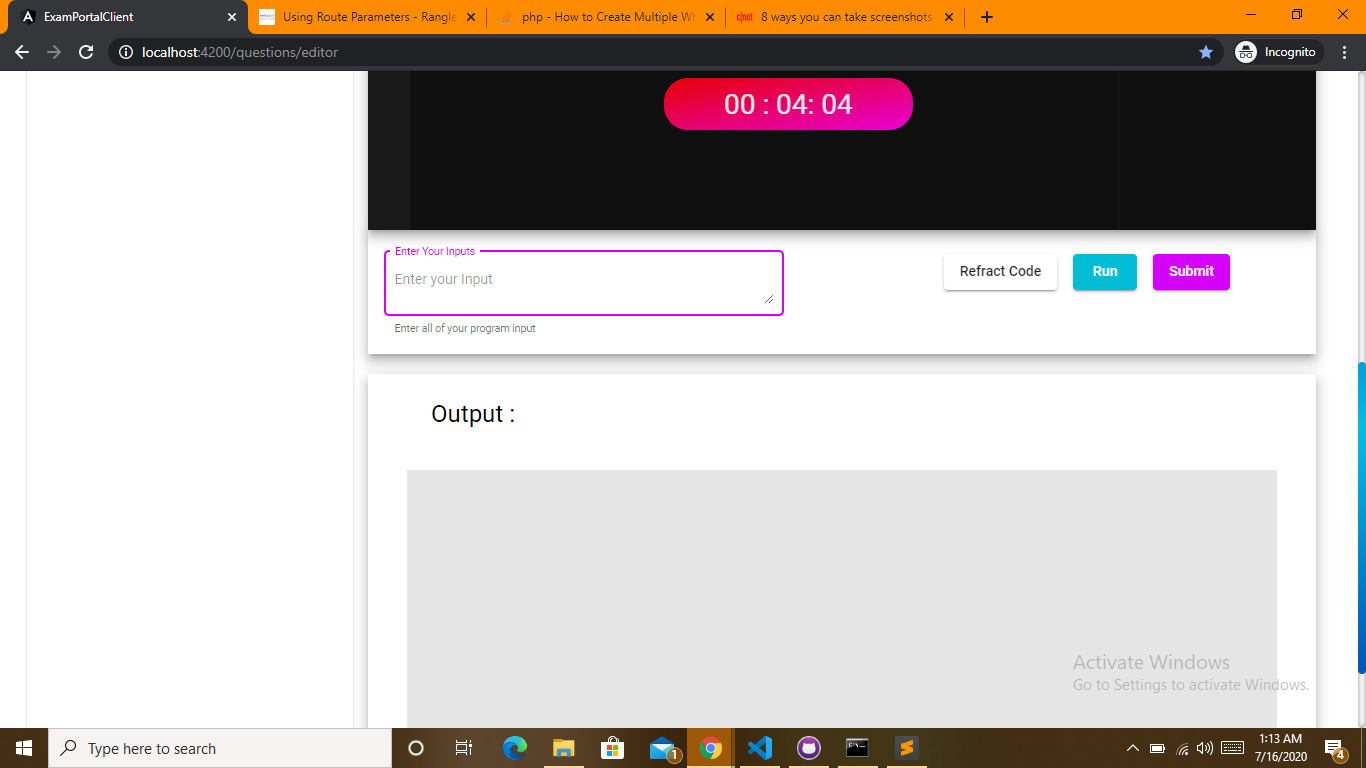 ExamPortalClient
Using Route Parameters - Rangle
php - How to Create Multiple Wh
c|net 8 ways you can take screenshots
localhost:4200/questions/editor
Incognito
00 : 04: 04
Enter Your Inputs
Enter your Input
Enter all of your program input
Refract Code
Run
Submit
Output :
Activate Windows
Go to Settings to activate Windows.
Type here to search
1
1:13 AM
7/16/2020
4